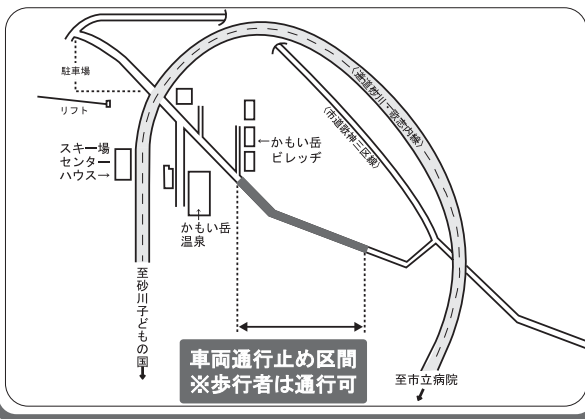 駐車場
リフト
スキー場
センター
ハウス→
←かもい岳
ビレッヂ
↑
かもい岳
温泉
(道道砂川・歌志内線)
(市道歌神三区線)
至砂川子どもの国
車両通行止め区間
※歩行者は通行可
至市立病院